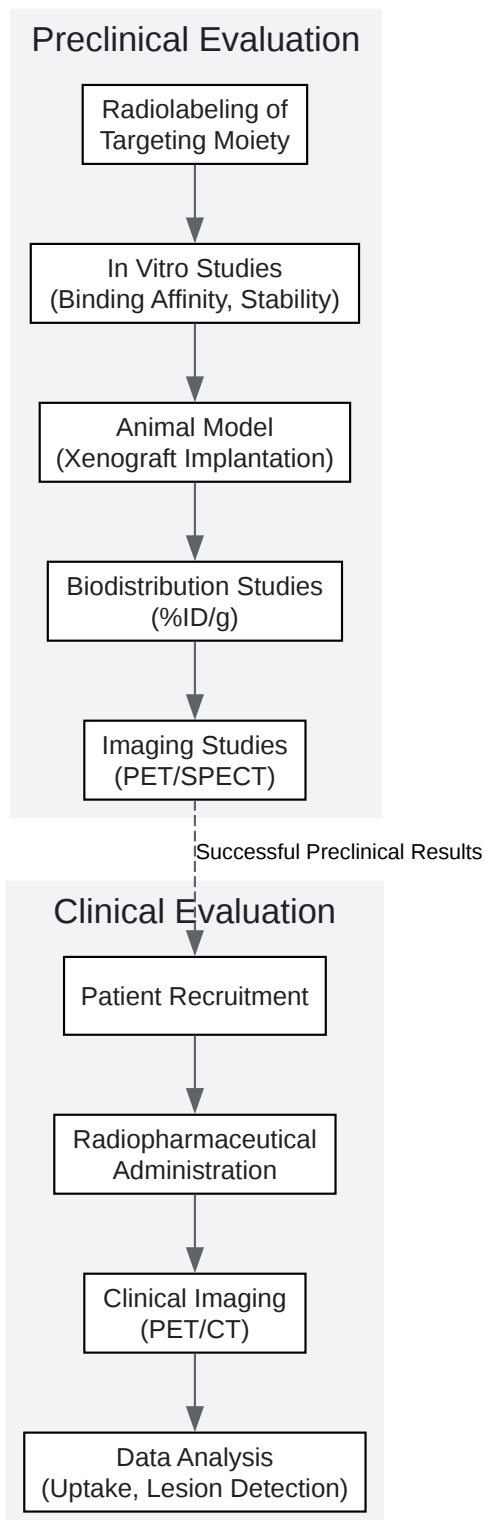 Preclinical Evaluation
Radiolabeling of
Targeting Moiety
In Vitro Studies
(Binding Affinity, Stability)
Animal Model
(Xenograft Implantation)
Biodistribution Studies
(%ID/g)
Imaging Studies
(PET/SPECT)
Successful Preclinical Results
Clinical Evaluation
Patient Recruitment
Radiopharmaceutical
Administration
Clinical Imaging
(PET/CT)
Data Analysis
(Uptake, Lesion Detection)